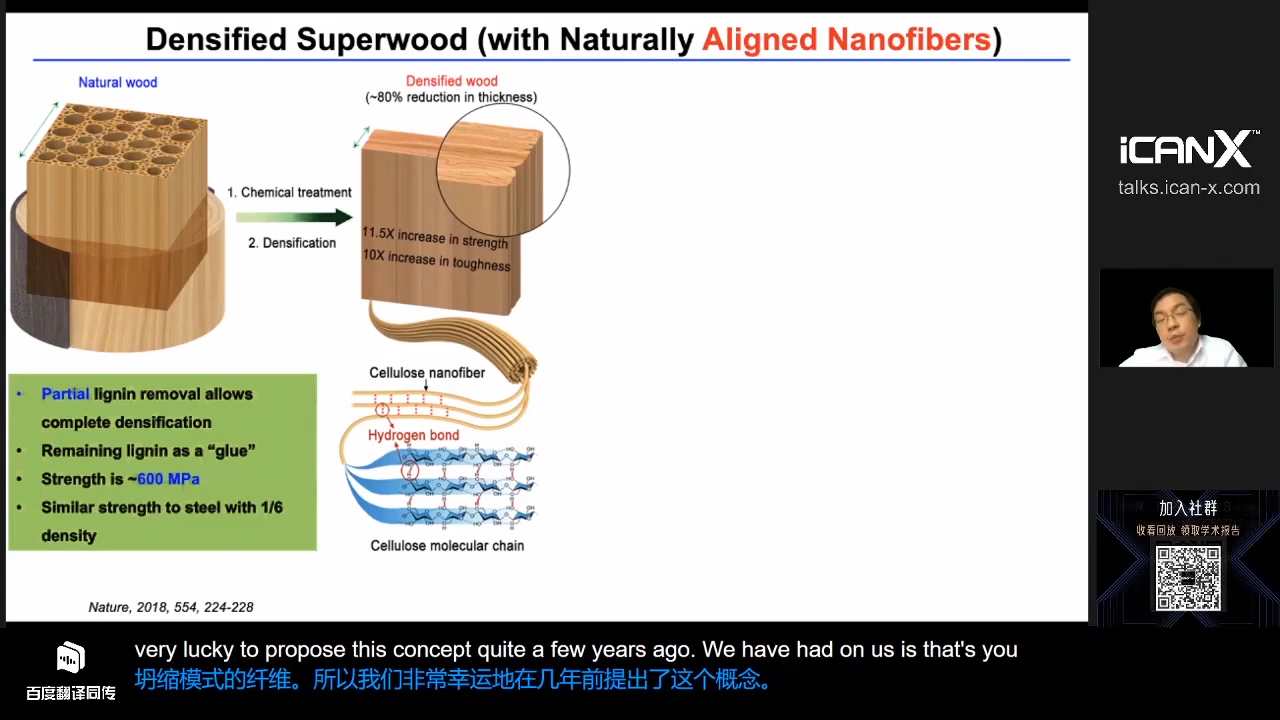 Densified Superwood (with Naturally Aligned Nanofibers)
Natural wood
Densified wood
(~80% reduction in thickness)
1. Chemical treatment
2. Densification
11.5X increase in strength
10X increase in toughness
Cellulose nanofiber
Hydrogen bond
Cellulose molecular chain
• Partial lignin removal allows
complete densification
• Remaining lignin as a “glue”
• Strength is ~600 MPa
• Similar strength to steel with 1/6
density
Nature, 2018, 554, 224-228
iCANX™
talks.ican-x.com
加入社群
收看回放 领取学术报告
百度翻译同传
very lucky to propose this concept quite a few years ago. We have had on us is that's you
坍缩模式的纤维。所以我们非常幸运地在几年前提出了这个概念。